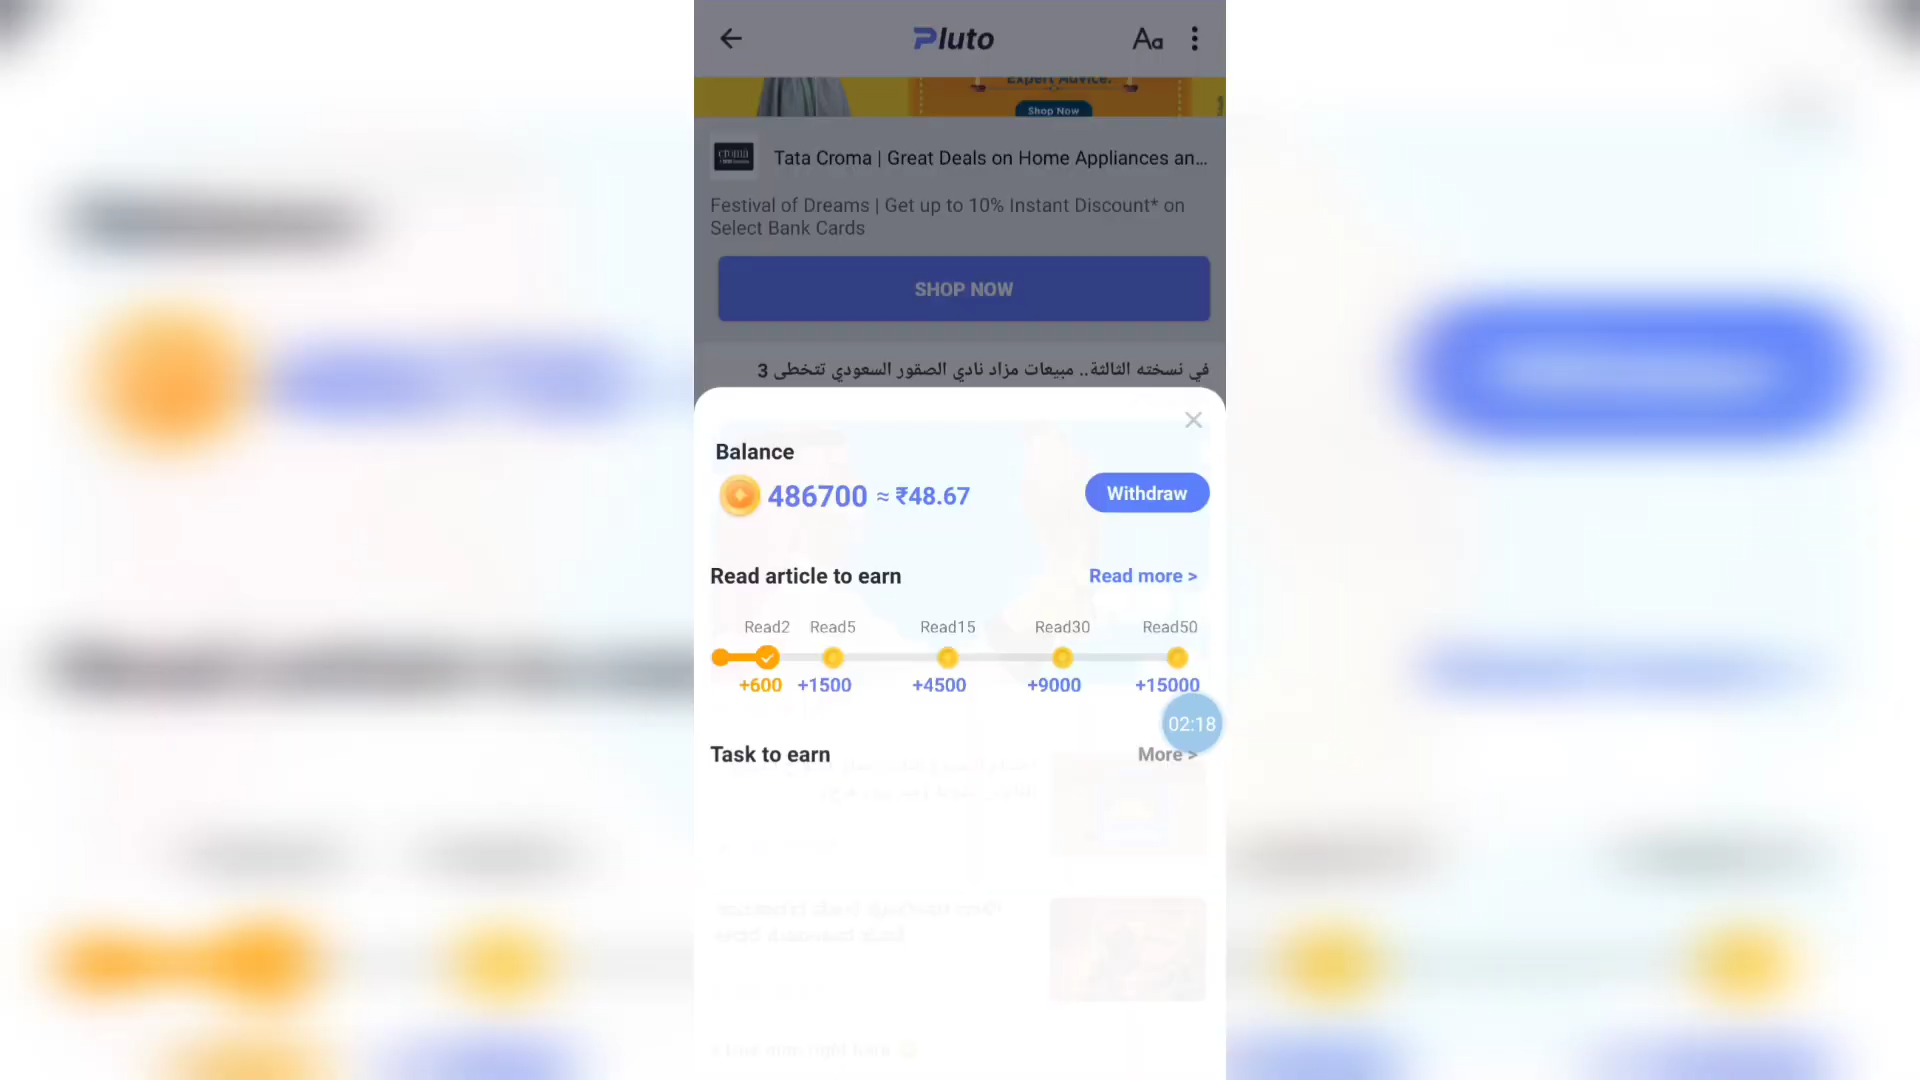 Pluto
Aa
Expert Advice.
Shop Now
croma
Tata Croma | Great Deals on Home Appliances an...
Festival of Dreams | Get up to 10% Instant Discount* on
Select Bank Cards
SHOP NOW
في نسخته الثالثة.. مبيعات مزاد نادي الصقور السعودي تتخطى 3
Balance
486700 ≈ ₹48.67
Withdraw
Read article to earn
Read more >
Read2 Read5 Read15 Read30 Read50
+600 +1500 +4500 +9000 +15000
02:18
Task to earn
More >